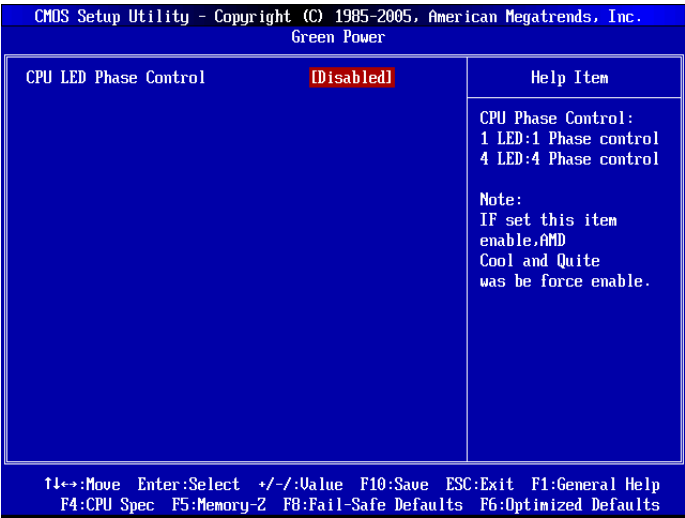 CMOS Setup Utility - Copyright (C) 1985-2005, American Megatrends, Inc.
Green Power
CPU LED Phase Control [Disabled]
Help Item
CPU Phase Control:
1 LED:1 Phase control
4 LED:4 Phase control
Note:
IF set this item
enable,AMD
Cool and Quite
was be force enable.
↑↓←→:Move Enter:Select +/-/:Value F10:Save ESC:Exit F1:General Help
F4:CPU Spec F5:Memory-Z F8:Fail-Safe Defaults F6:Optimized Defaults